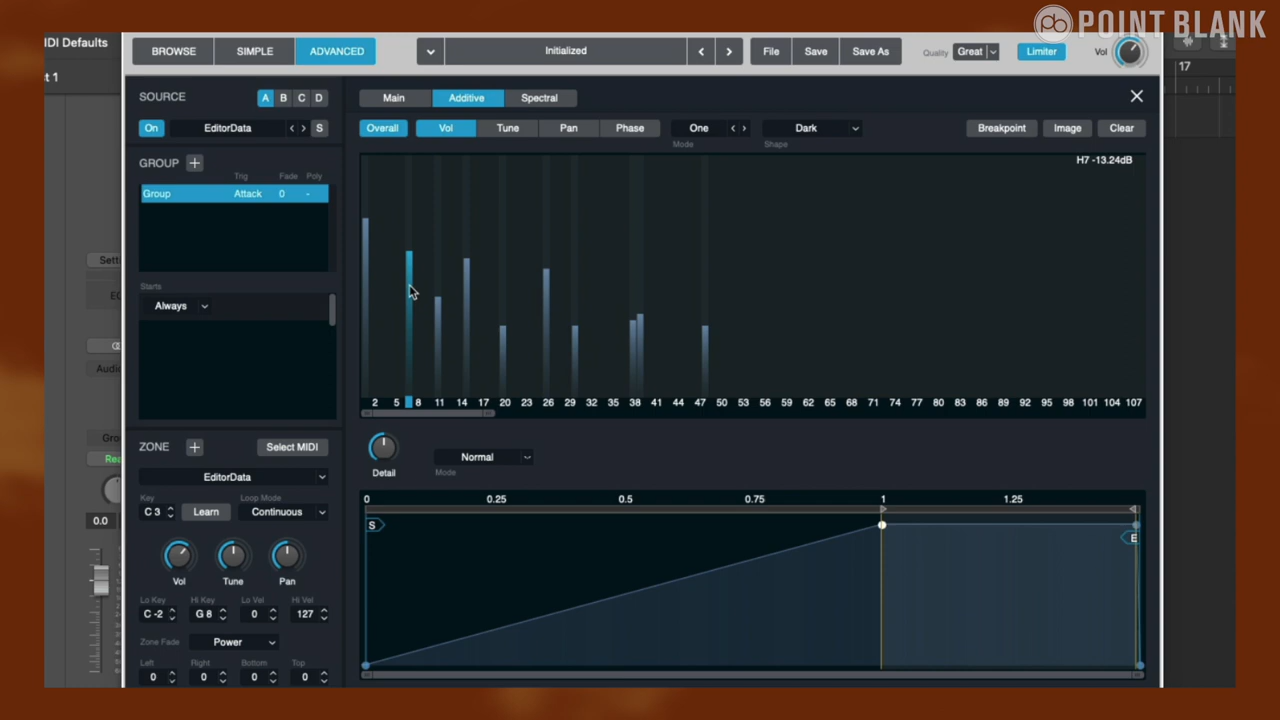 POINT BLANK
IDI Defaults
t 1
BROWSE SIMPLE ADVANCED Initialized File Save Save As Quality Great Limiter Vol
17
SOURCE A B C D Main Additive Spectral
On EditorData S Overall Vol Tune Pan Phase One Dark Breakpoint Image Clear
Mode Shape
GROUP H7 -13.24dB
Trig Fade Poly
Group Attack 0 -
Sett
Starts
Always
Audio
2 5 8 11 14 17 20 23 26 29 32 35 38 41 44 47 50 53 56 59 62 65 68 71 74 77 80 83 86 89 92 95 98 101 104 107
Gro
Rea
ZONE Select MIDI Normal
Detail Mode
EditorData
Key Loop Mode
0 0.25 0.5 0.75 1 1.25
C 3 Learn Continuous
0.0
S
E
Vol Tune Pan
Lo Key Hi Key Lo Vel Hi Vel
C -2 G 8 0 127
Zone Fade Power
Left Right Bottom Top
0 0 0 0